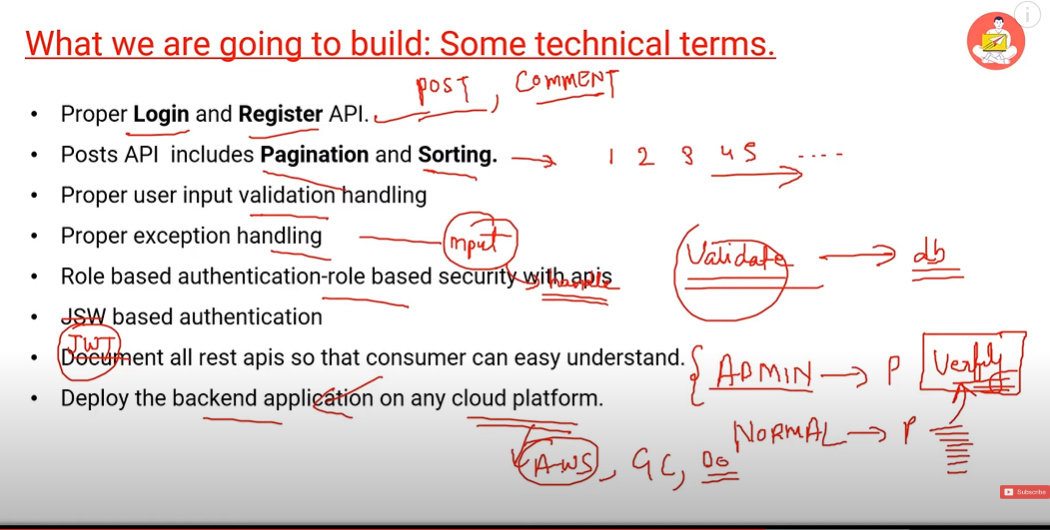 What we are going to build: Some technical terms.
POST, COMMENT
• Proper Login and Register API.
• Posts API includes Pagination and Sorting. → 1 2 3 4 5 ....
• Proper user input validation handling
• Proper exception handling
Input
Validate → db
• Role based authentication-role based security with apis
• JSW based authentication
JWT
• Document all rest apis so that consumer can easy understand.
{ ADMIN → P Verify
• Deploy the backend application on any cloud platform.
NORMAL → P
AWS, GC, DO
Subscribe